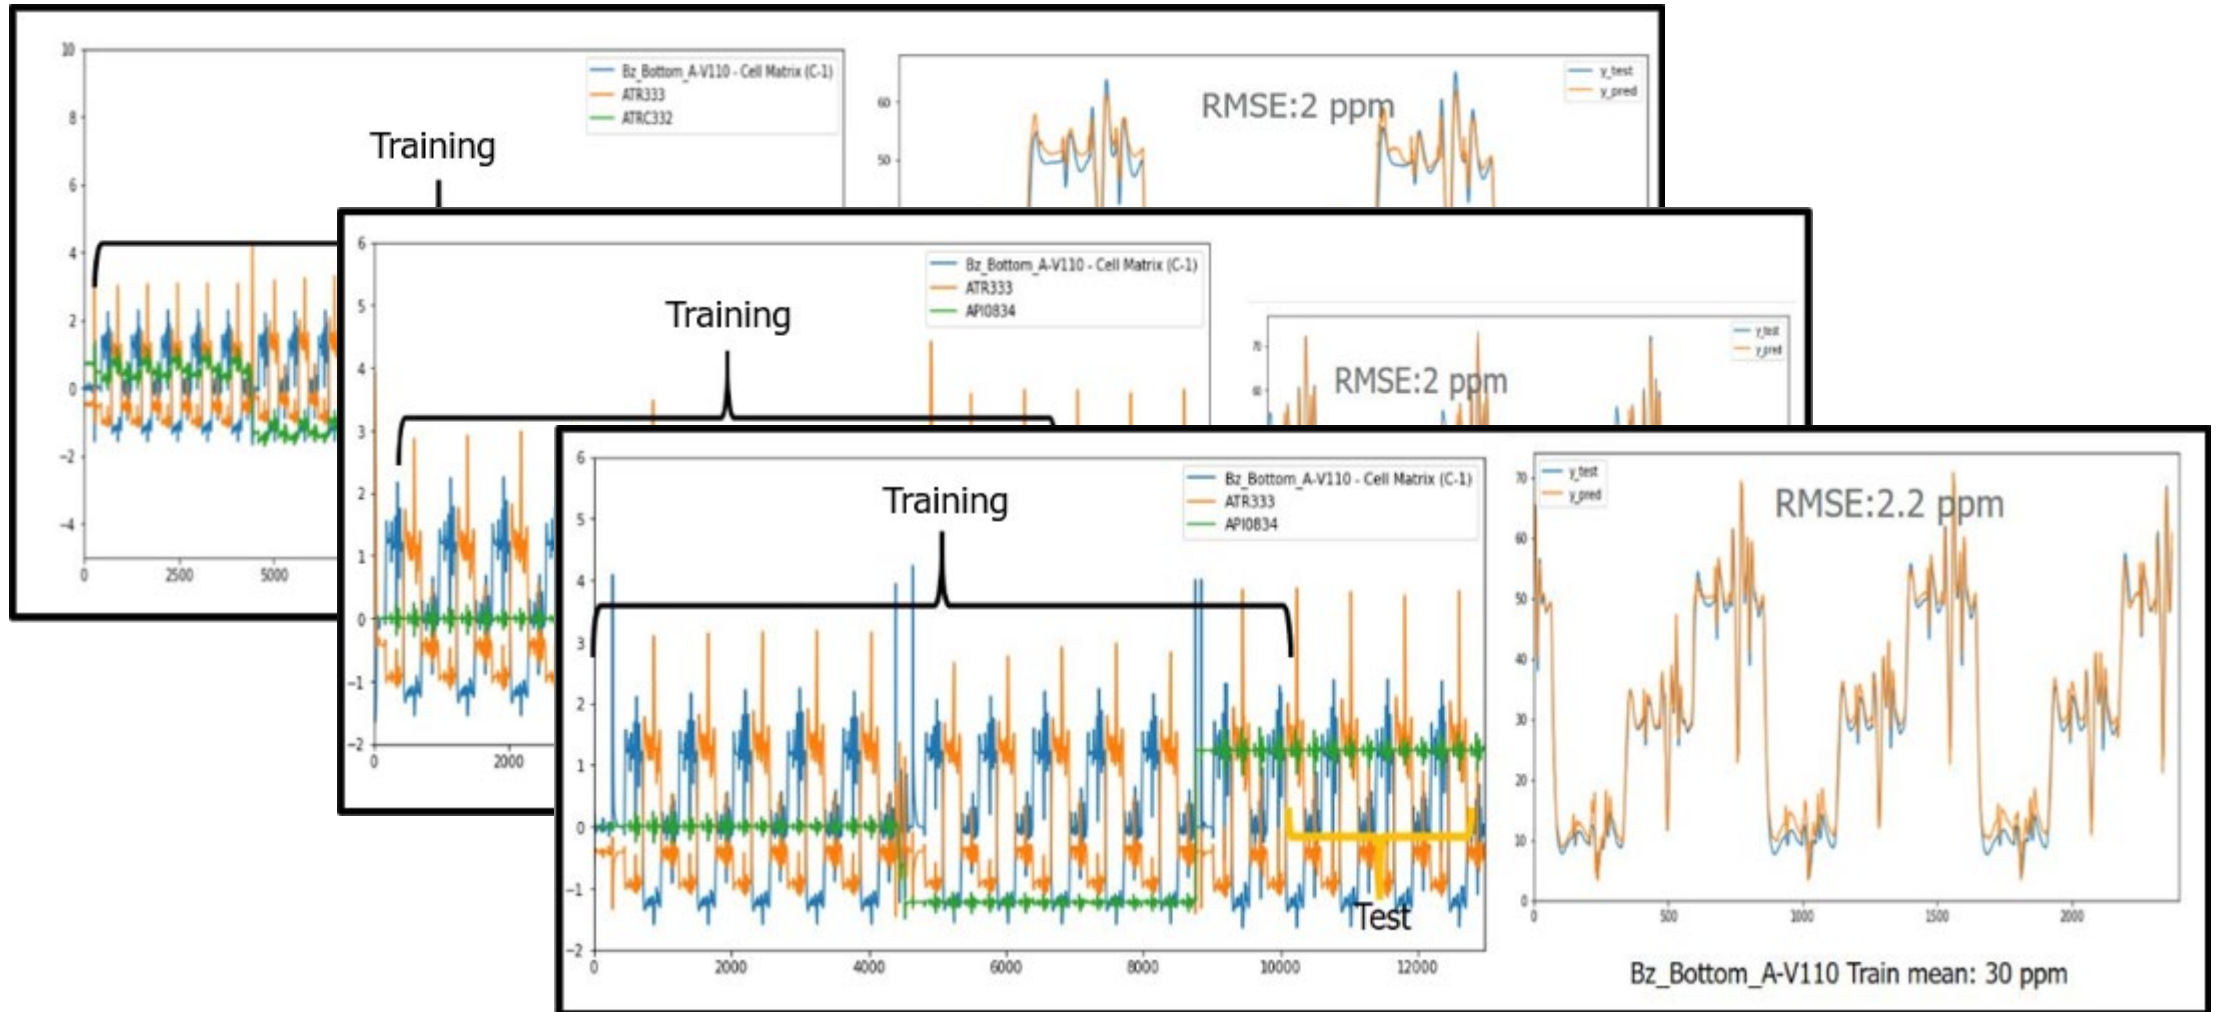 10
8
6
4
2
0
−2
−4
0
2500
5000
Bz_Bottom_A-V110 - Cell Matrix (C-1)
ATR333
ATRC332
Training
60
50
RMSE:2 ppm
y_test
y_pred
6
5
4
3
2
1
0
−1
−2
0
2000
Bz_Bottom_A-V110 - Cell Matrix (C-1)
ATR333
API0834
Training
70
60
RMSE:2 ppm
y_test
y_pred
6
5
4
3
2
1
0
−1
−2
0
2000
4000
6000
8000
10000
12000
Bz_Bottom_A-V110 - Cell Matrix (C-1)
ATR333
API0834
Training
Test
70
60
50
40
30
20
10
0
0
500
1000
1500
2000
y_test
y_pred
RMSE:2.2 ppm
Bz_Bottom_A-V110 Train mean: 30 ppm